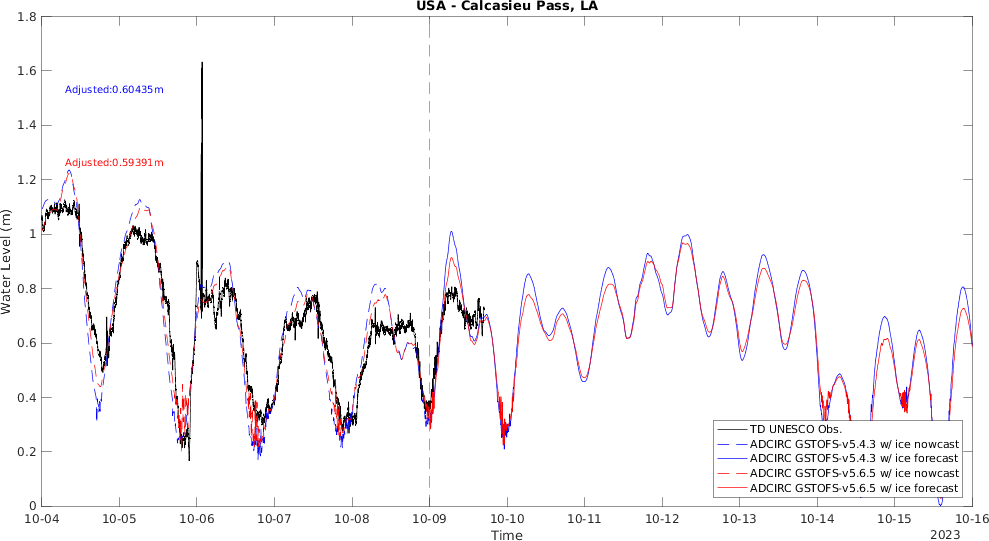 USA - Calcasieu Pass, LA
1.8
1.6
1.4
1.2
1
0.8
0.6
0.4
0.2
0
Water Level (m)
Adjusted:0.60435m
Adjusted:0.59391m
TD UNESCO Obs.
ADCIRC GSTOFS-v5.4.3 w/ ice nowcast
ADCIRC GSTOFS-v5.4.3 w/ ice forecast
ADCIRC GSTOFS-v5.6.5 w/ ice nowcast
ADCIRC GSTOFS-v5.6.5 w/ ice forecast
10-04 10-05 10-06 10-07 10-08 10-09 10-10 10-11 10-12 10-13 10-14 10-15 10-16
Time
2023